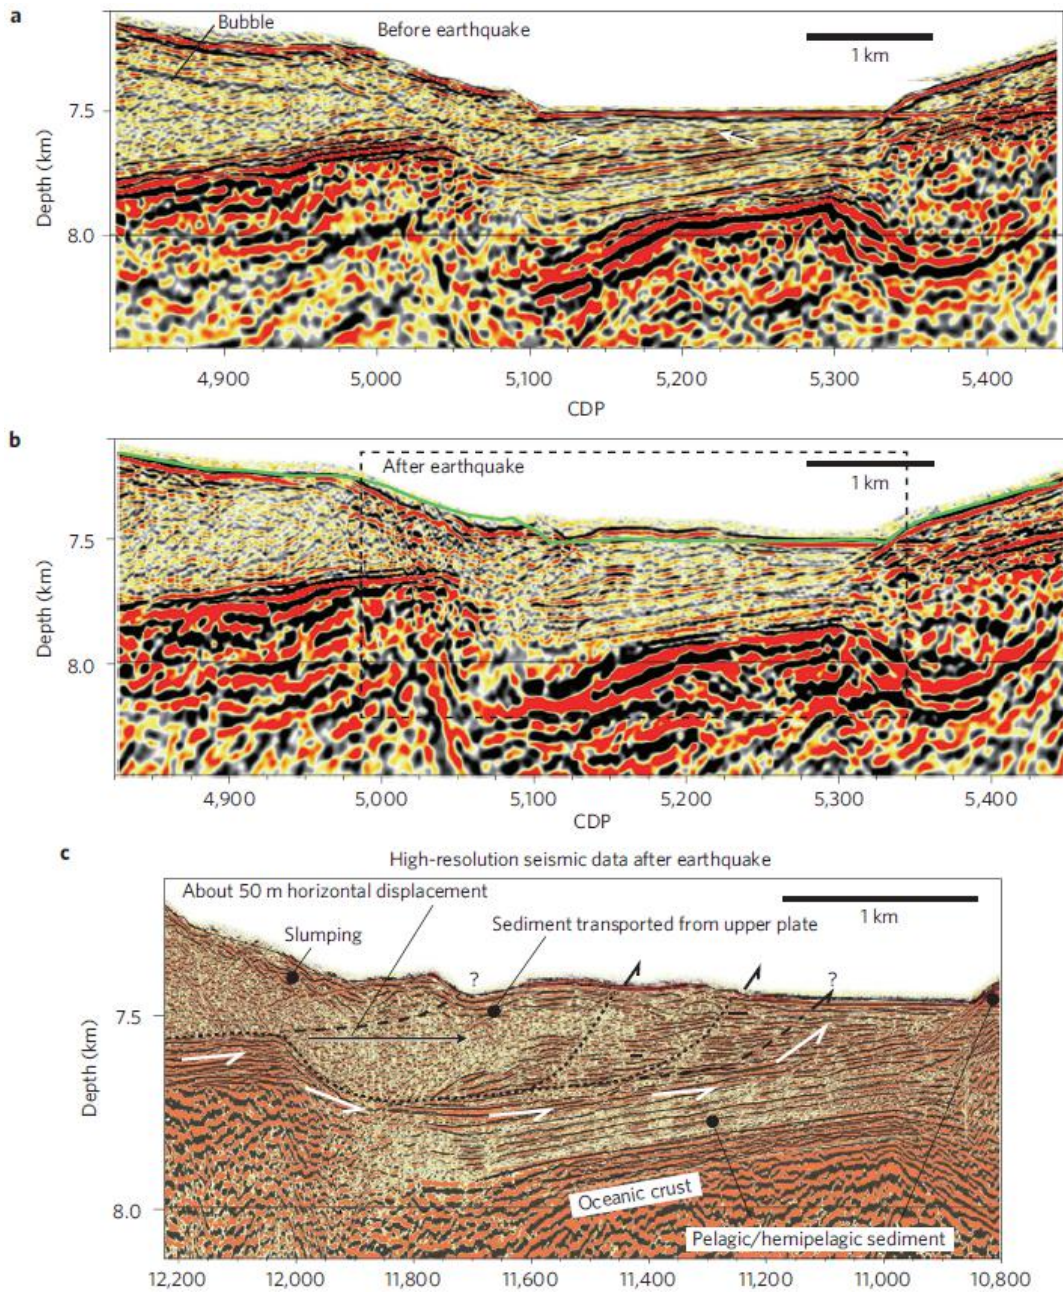 a
Bubble
Before earthquake
1 km
7.5
8.0
Depth (km)
4,900 5,000 5,100 5,200 5,300 5,400
CDP
b
After earthquake
1 km
7.5
8.0
Depth (km)
4,900 5,000 5,100 5,200 5,300 5,400
CDP
c
High-resolution seismic data after earthquake
About 50 m horizontal displacement
1 km
Slumping
Sediment transported from upper plate
? ?
7.5
Depth (km)
Oceanic crust
8.0
Pelagic/hemipelagic sediment
12,200 12,000 11,800 11,600 11,400 11,200 11,000 10,800